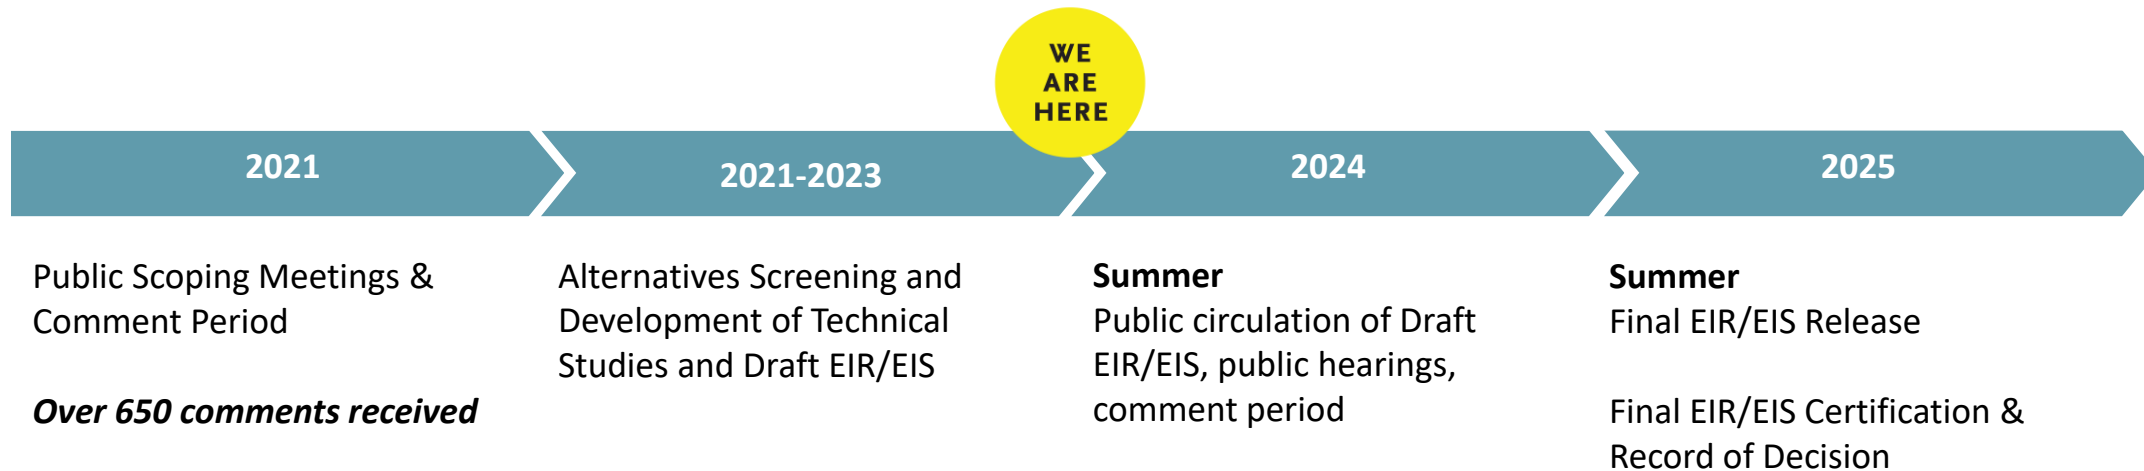 WE
ARE
HERE
2021
2021-2023
2024
2025
Public Scoping Meetings &
Comment Period
Over 650 comments received
Alternatives Screening and
Development of Technical
Studies and Draft EIR/EIS
Summer
Public circulation of Draft
EIR/EIS, public hearings,
comment period
Summer
Final EIR/EIS Release
Final EIR/EIS Certification &
Record of Decision